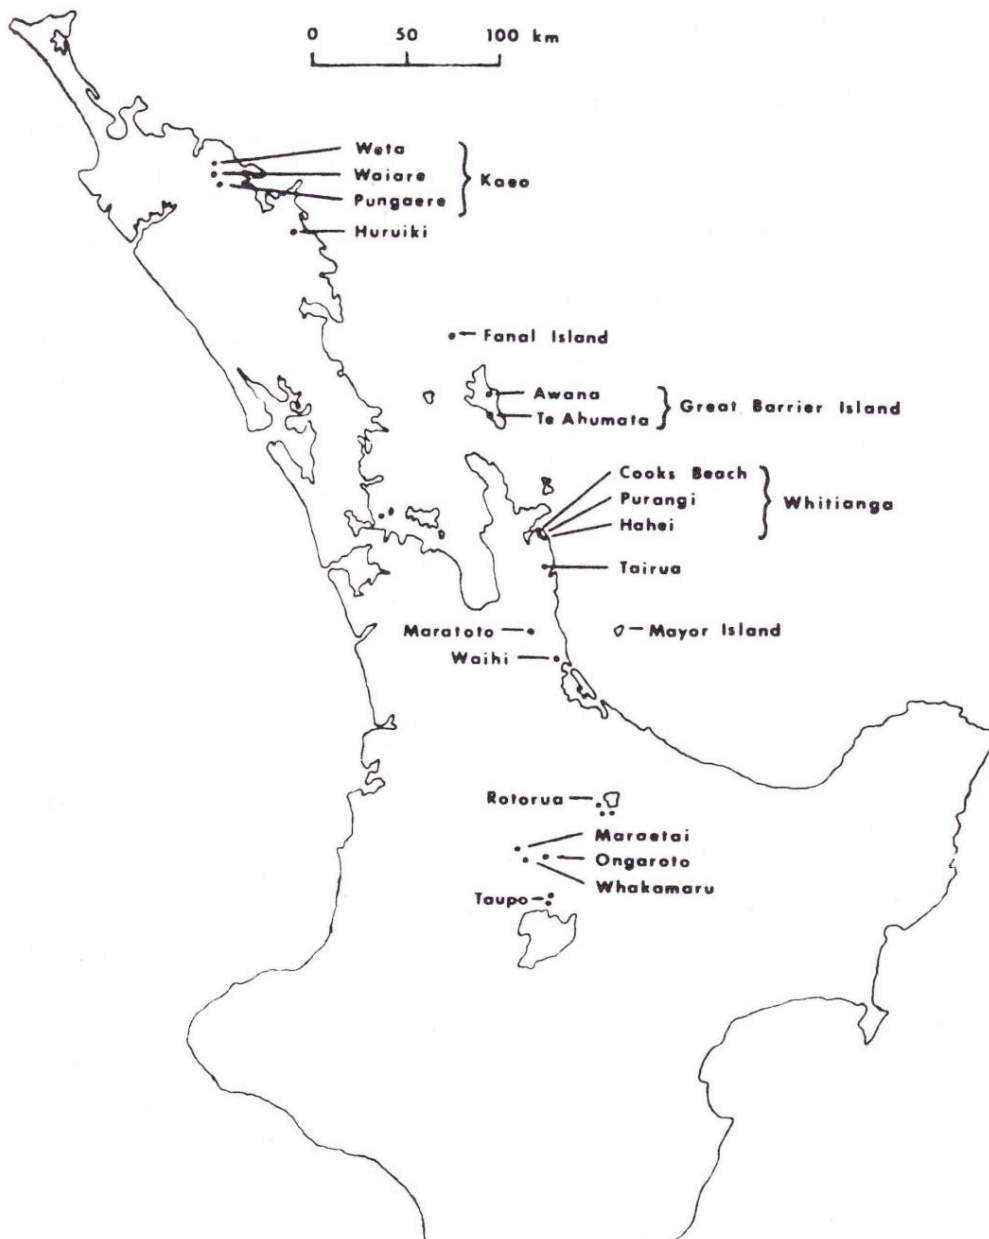 0 50 100 km
Weta
Waiare
Pungaere
Kaeo
Huruiki
Fanal Island
Awana
Te Ahumata
Great Barrier Island
Cooks Beach
Purangi
Hahei
Whitianga
Tairua
Maratoto
Mayor Island
Waihi
Rotorua
Maraetai
Ongaroto
Whakamaru
Taupo